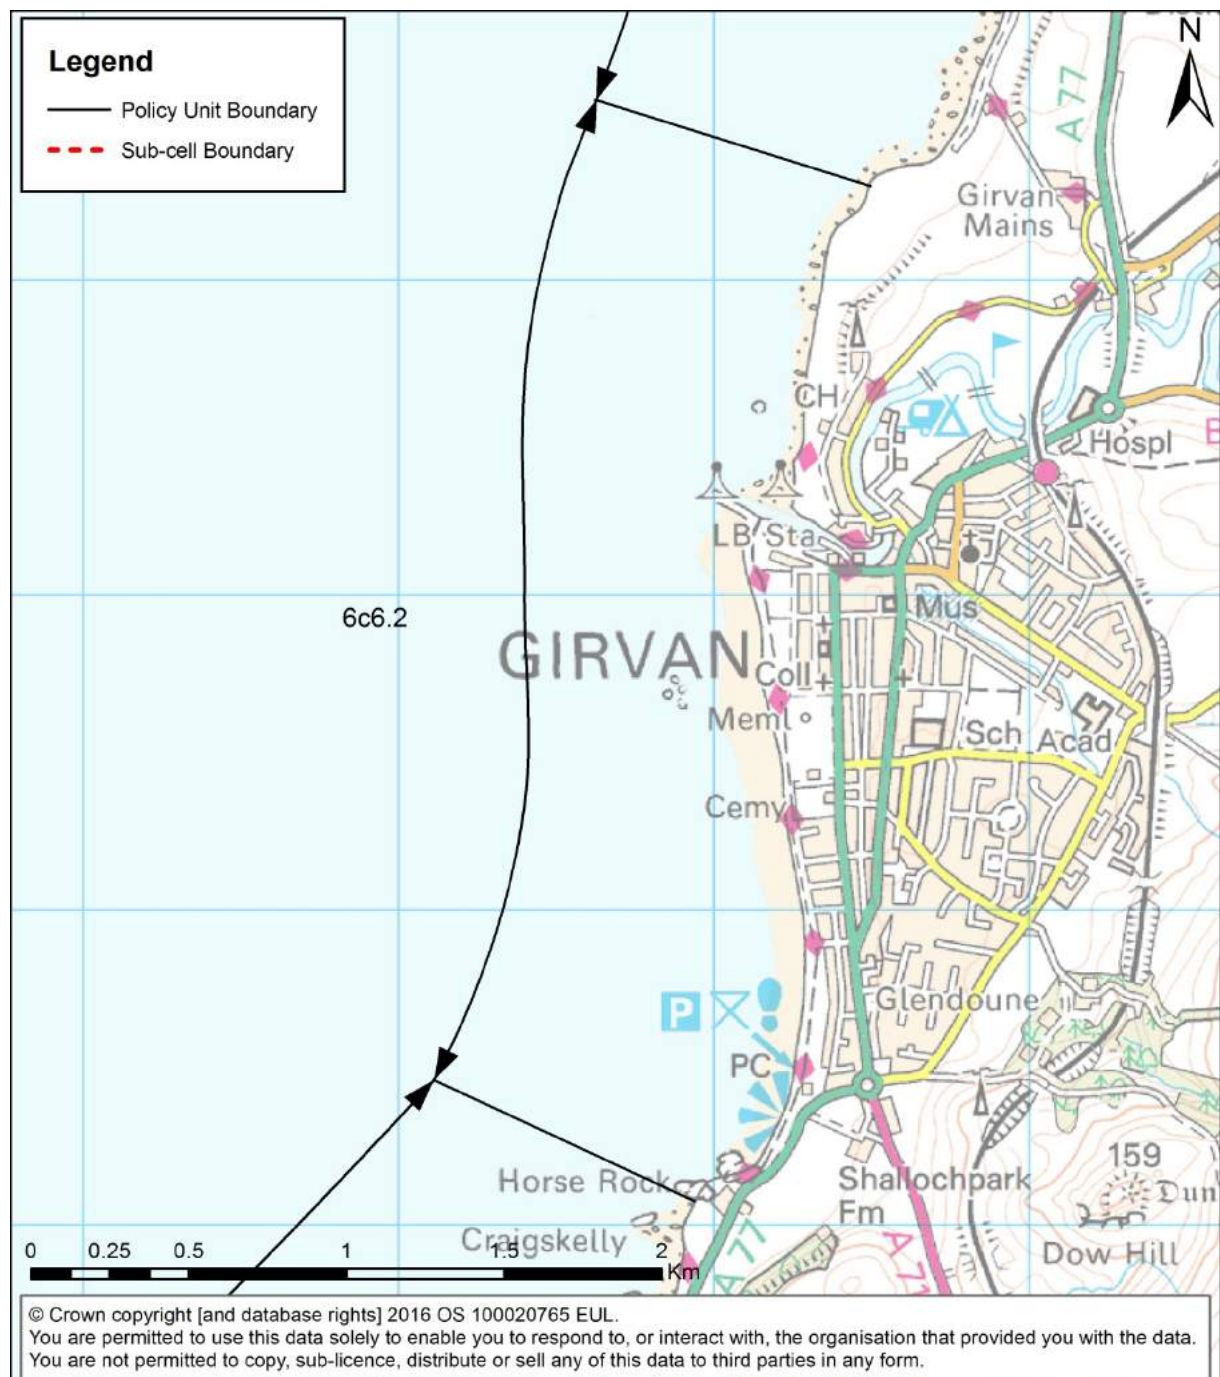 Legend
Policy Unit Boundary
Sub-cell Boundary
N
A 77
Girvan
Mains
CH
Hospl
B
LB Sta
Mus
6c6.2
GIRVAN
Coll
Meml
Sch
Acad
Cemy
Glendoune
P
PC
Horse Rock
Shallochpark
Fm
159
Dun
Craigskelly
A 77
Dow Hill
0 0.25 0.5 1 1.5 2
Km
© Crown copyright [and database rights] 2016 OS 100020765 EUL.
You are permitted to use this data solely to enable you to respond to, or interact with, the organisation that provided you with the data.
You are not permitted to copy, sub-licence, distribute or sell any of this data to third parties in any form.